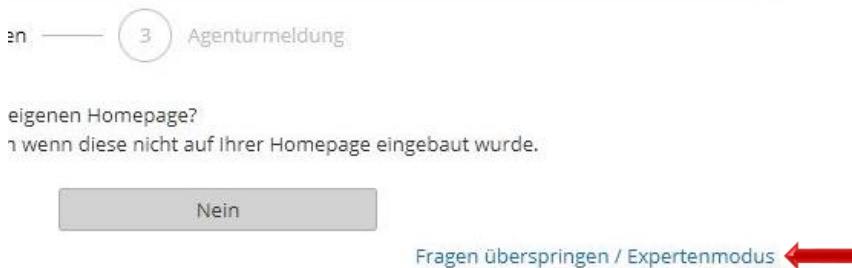 en
3 Agenturmeldung
eigenen Homepage?
wenn diese nicht auf Ihrer Homepage eingebaut wurde.
Nein
Fragen überspringen / Expertenmodus